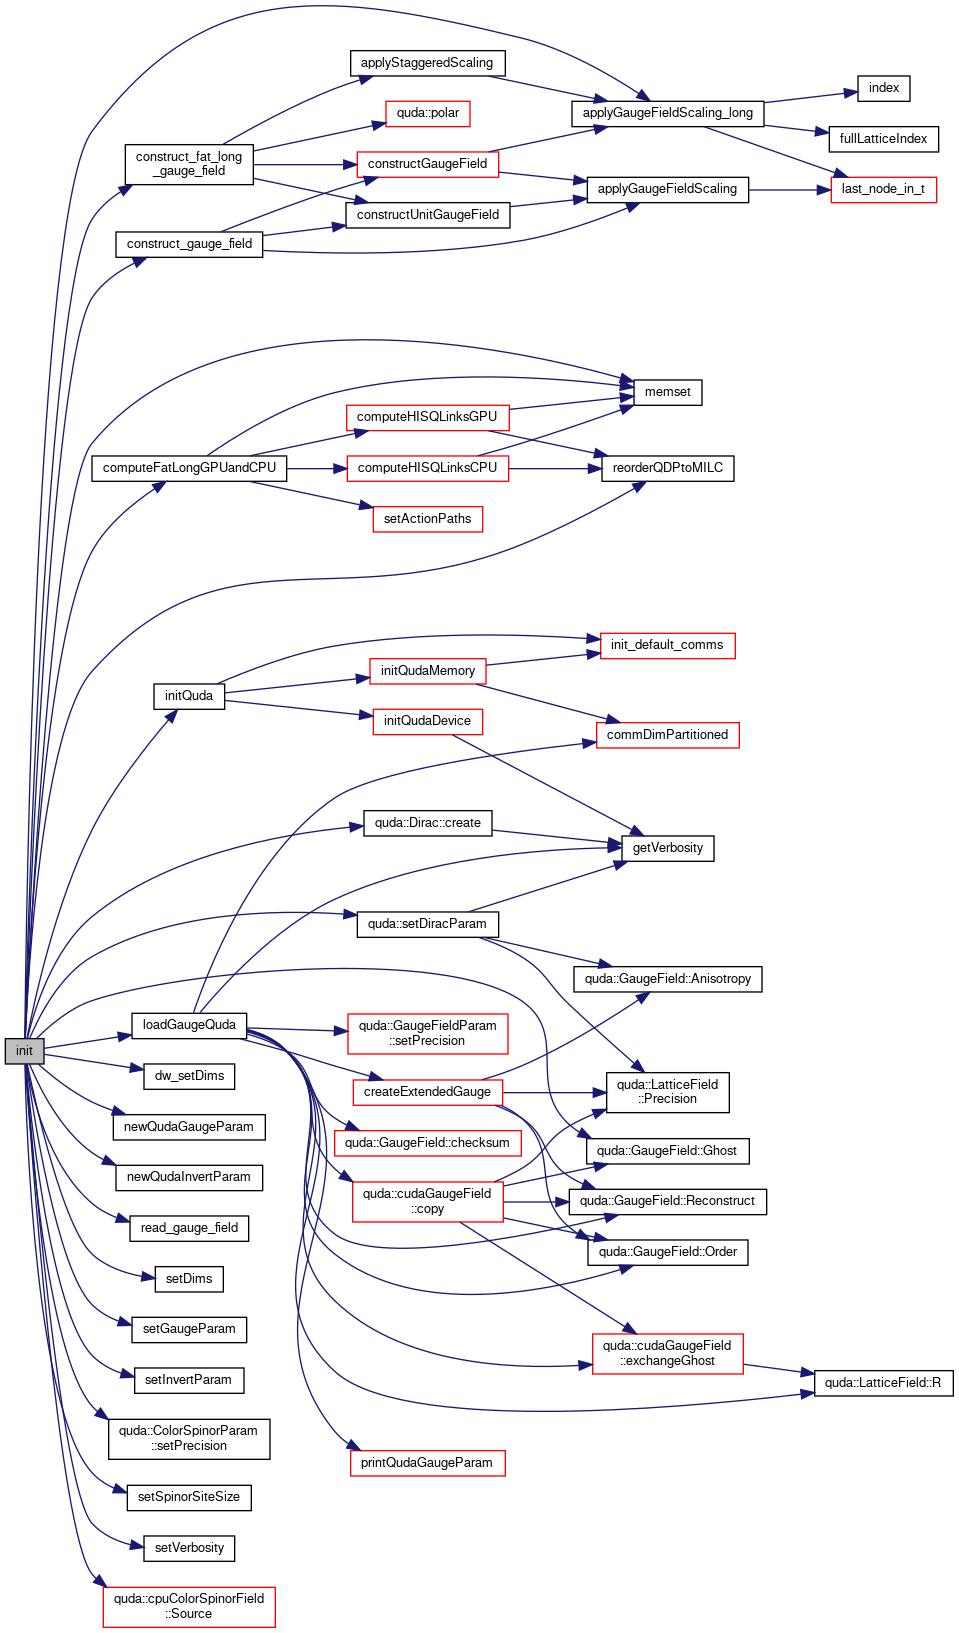 applyStaggeredScaling
index
quda::polar
applyGaugeFieldScaling_long
fullLatticeIndex
construct_fat_long
_gauge_field
constructGaugeField
applyGaugeFieldScaling
last_node_in_t
constructUnitGaugeField
construct_gauge_field
memset
computeHISQLinksGPU
computeFatLongGPUandCPU
computeHISQLinksCPU
reorderQDPtoMILC
setActionPaths
init_default_comms
initQudaMemory
initQuda
initQudaDevice
commDimPartitioned
quda::Dirac::create
getVerbosity
quda::setDiracParam
quda::GaugeField::Anisotropy
loadGaugeQuda
quda::GaugeFieldParam
::setPrecision
init
dw_setDims
createExtendedGauge
quda::LatticeField
::Precision
newQudaGaugeParam
quda::GaugeField::checksum
quda::GaugeField::Ghost
newQudaInvertParam
quda::cudaGaugeField
::copy
quda::GaugeField::Reconstruct
read_gauge_field
quda::GaugeField::Order
setDims
setGaugeParam
quda::cudaGaugeField
::exchangeGhost
setInvertParam
quda::LatticeField::R
quda::ColorSpinorParam
::setPrecision
printQudaGaugeParam
setSpinorSiteSize
setVerbosity
quda::cpuColorSpinorField
::Source